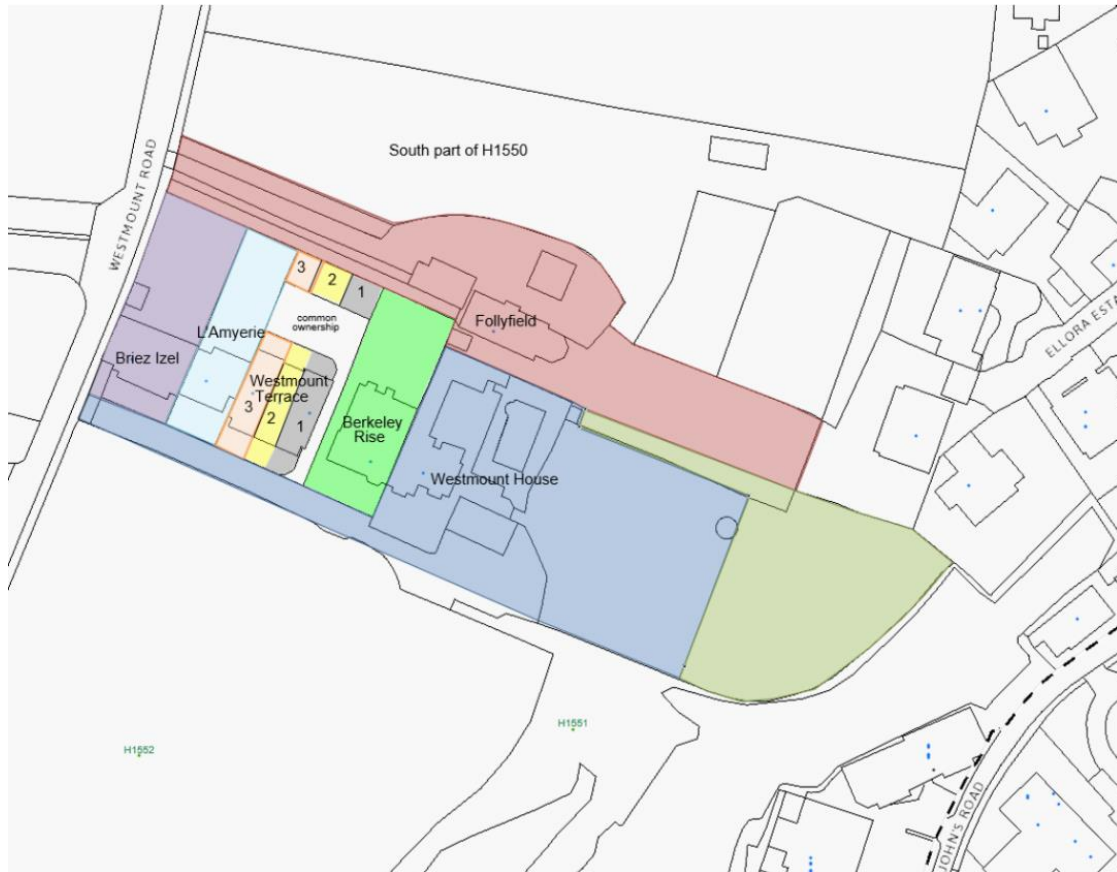 South part of H1550
WESTMOUNT ROAD
3
2
1
common
ownership
Follyfield
ELLORA ESTA
L'Amyerie
Briez Izel
Westmount
Terrace
3
2
1
Berkeley
Rise
Westmount House
H1551
H1552
JOHN'S ROAD